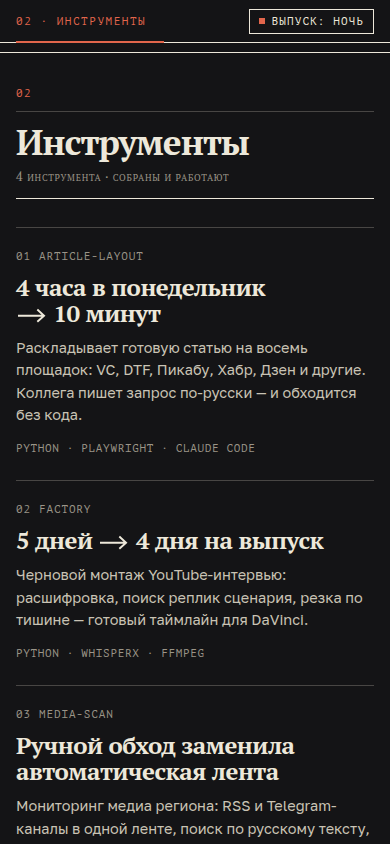 02 · ИНСТРУМЕНТЫ
ВЫПУСК: НОЧЬ
02
Инструменты
4 ИНСТРУМЕНТА · СОБРАНЫ И РАБОТАЮТ
01 ARTICLE-LAYOUT
4 часа в понедельник
→ 10 минут
Раскладывает готовую статью на восемь
площадок: VC, DTF, Пикабу, Хабр, Дзен и другие.
Коллега пишет запрос по-русски — и обходится
без кода.
PYTHON · PLAYWRIGHT · CLAUDE CODE
02 FACTORY
5 дней → 4 дня на выпуск
Черновой монтаж YouTube-интервью:
расшифровка, поиск реплик сценария, резка по
тишине — готовый таймлайн для DaVinci.
PYTHON · WHISPERX · FFMPEG
03 MEDIA-SCAN
Ручной обход заменила
автоматическая лента
Мониторинг медиа региона: RSS и Telegram-
каналы в одной ленте, поиск по русскому тексту,